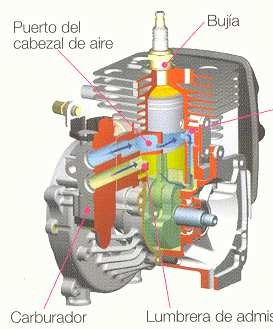 Puerto del
cabezal de aire
Bujía
Carburador
Lumbrera de admis